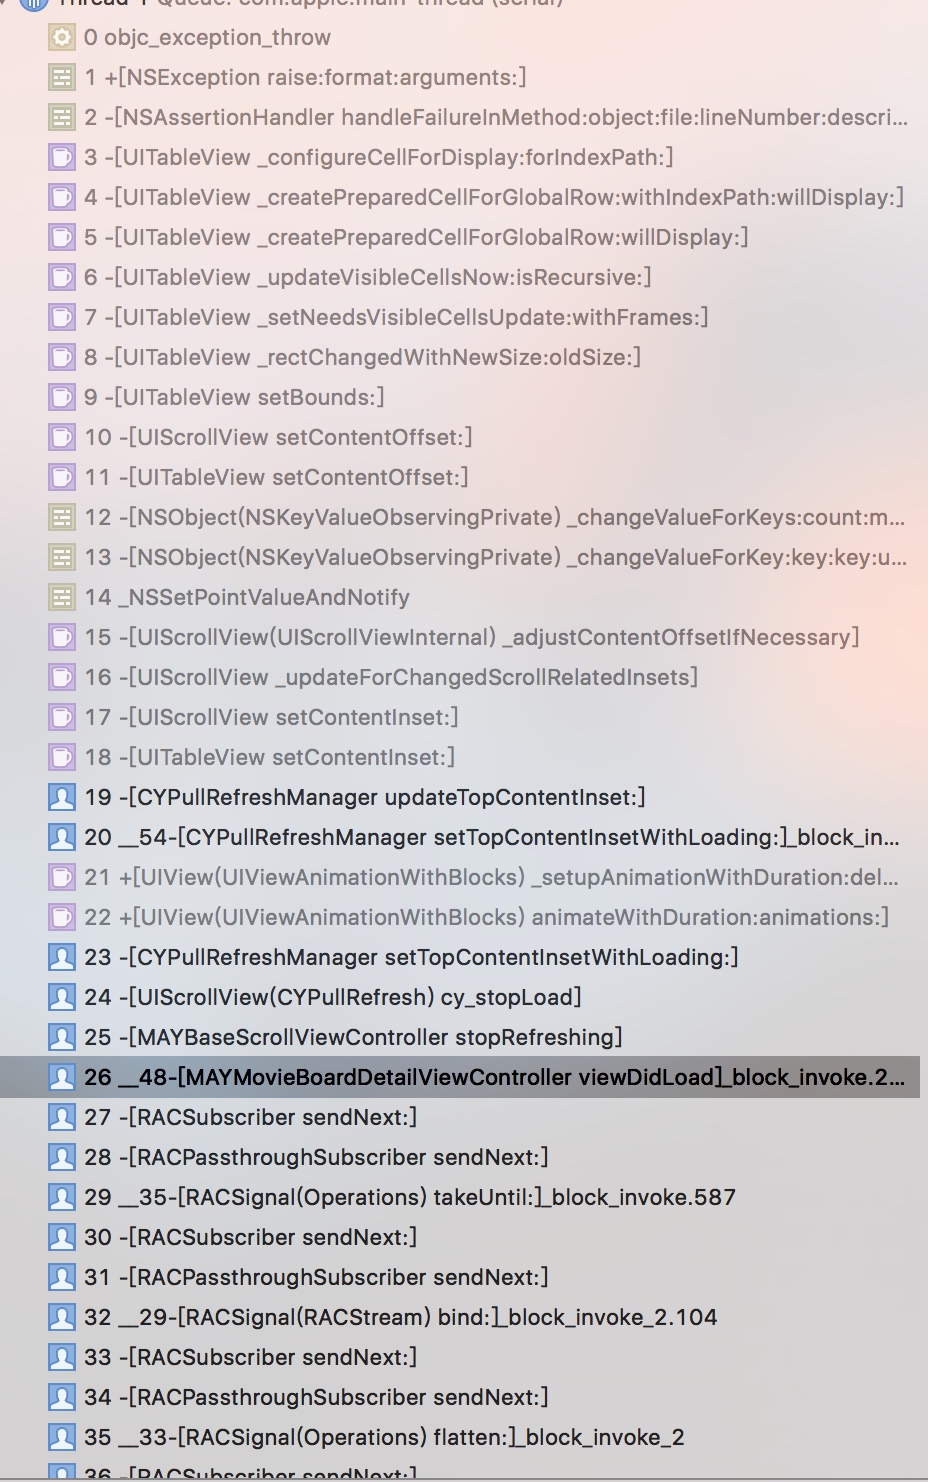 Thread 1 Queue: com.apple.main-thread (serial)
0 objc_exception_throw
1 +[NSException raise:format:arguments:]
2 -[NSAssertionHandler handleFailureInMethod:object:file:lineNumber:descri...
3 -[UITableView _configureCellForDisplay:forIndexPath:]
4 -[UITableView _createPreparedCellForGlobalRow:withIndexPath:willDisplay:]
5 -[UITableView _createPreparedCellForGlobalRow:willDisplay:]
6 -[UITableView _updateVisibleCellsNow:isRecursive:]
7 -[UITableView _setNeedsVisibleCellsUpdate:withFrames:]
8 -[UITableView _rectChangedWithNewSize:oldSize:]
9 -[UITableView setBounds:]
10 -[UIScrollView setContentOffset:]
11 -[UITableView setContentOffset:]
12 -[NSObject(NSKeyValueObservingPrivate) _changeValueForKeys:count:m...
13 -[NSObject(NSKeyValueObservingPrivate) _changeValueForKey:key:key:u...
14 _NSSetPointValueAndNotify
15 -[UIScrollView(UIScrollViewInternal) _adjustContentOffsetIfNecessary]
16 -[UIScrollView _updateForChangedScrollRelatedInsets]
17 -[UIScrollView setContentInset:]
18 -[UITableView setContentInset:]
19 -[CYPullRefreshManager updateTopContentInset:]
20 __54-[CYPullRefreshManager setTopContentInsetWithLoading:]_block_in...
21 +[UIView(UIViewAnimationWithBlocks) _setupAnimationWithDuration:del...
22 +[UIView(UIViewAnimationWithBlocks) animateWithDuration:animations:]
23 -[CYPullRefreshManager setTopContentInsetWithLoading:]
24 -[UIScrollView(CYPullRefresh) cy_stopLoad]
25 -[MAYBaseScrollViewController stopRefreshing]
26 __48-[MAYMovieBoardDetailViewController viewDidLoad]_block_invoke.2...
27 -[RACSubscriber sendNext:]
28 -[RACPassthroughSubscriber sendNext:]
29 __35-[RACSignal(Operations) takeUntil:]_block_invoke.587
30 -[RACSubscriber sendNext:]
31 -[RACPassthroughSubscriber sendNext:]
32 __29-[RACSignal(RACStream) bind:]_block_invoke_2.104
33 -[RACSubscriber sendNext:]
34 -[RACPassthroughSubscriber sendNext:]
35 __33-[RACSignal(Operations) flatten:]_block_invoke_2
36 -[RACSubscriber sendNext:]